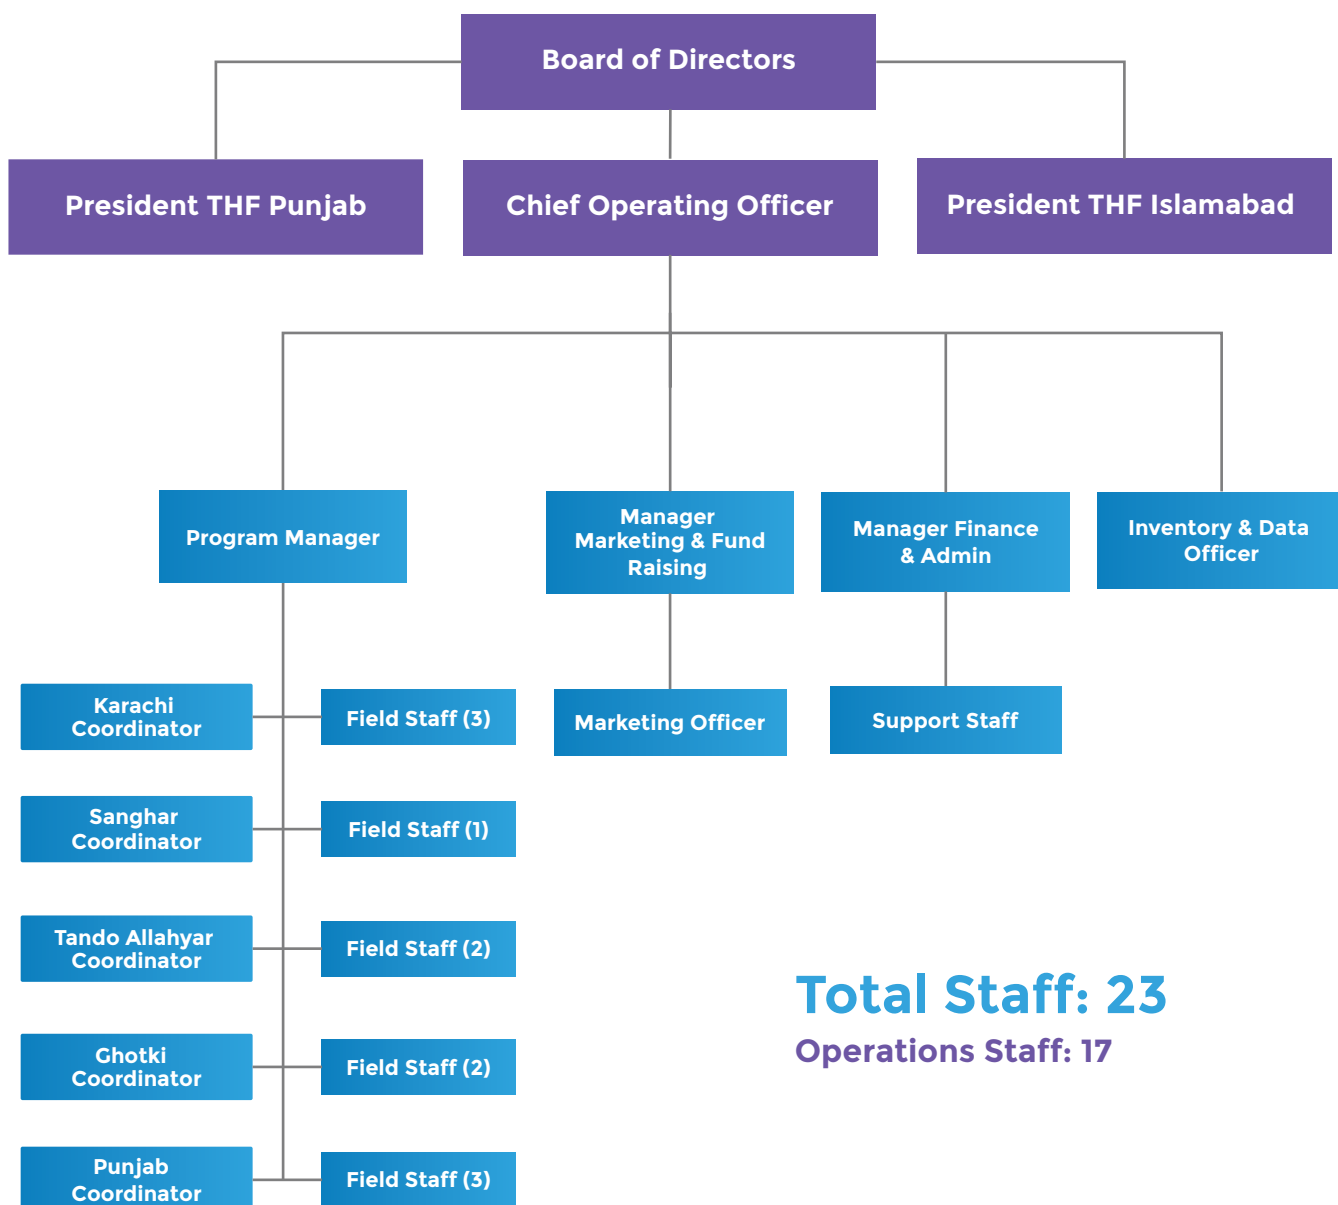 Board of Directors
President THF Punjab
Chief Operating Officer
President THF Islamabad
Program Manager
Manager
Marketing & Fund
Raising
Manager Finance
& Admin
Inventory & Data
Officer
Karachi
Coordinator
Field Staff (3)
Marketing Officer
Support Staff
Sanghar
Coordinator
Field Staff (1)
Tando Allahyar
Coordinator
Field Staff (2)
Ghotki
Coordinator
Field Staff (2)
Punjab
Coordinator
Field Staff (3)
Total Staff: 23
Operations Staff: 17